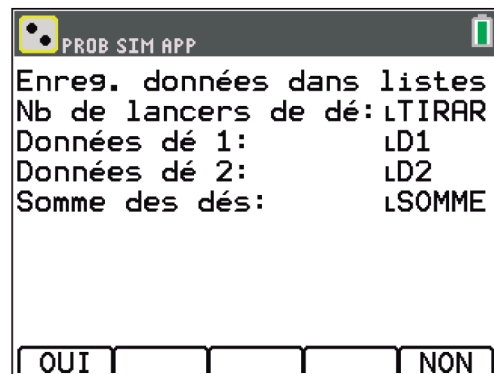 PROB SIM APP
Enreg. données dans listes
Nb de lancers de dé: ʟTIRAR
Données dé 1: ʟD1
Données dé 2: ʟD2
Somme des dés: ʟSOMME
OUI NON